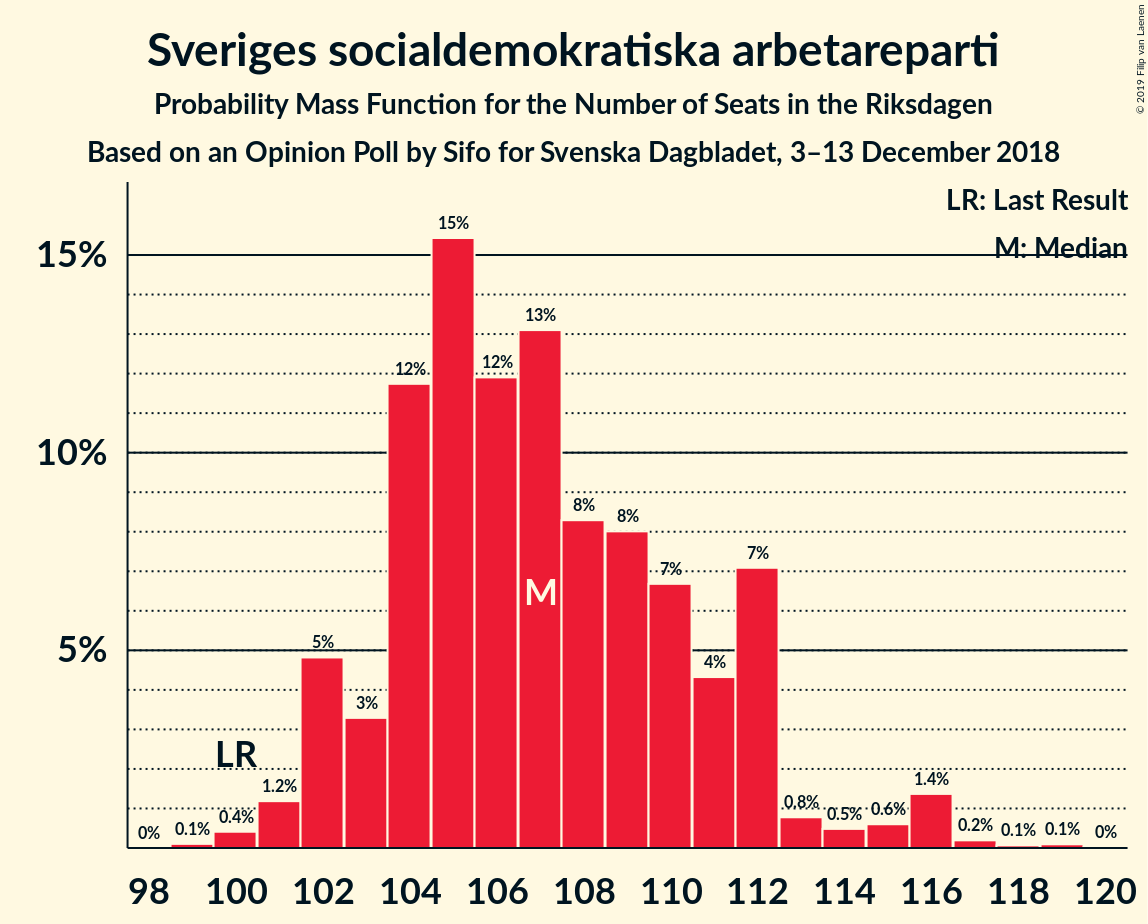 Sveriges socialdemokratiska arbetareparti
Probability Mass Function for the Number of Seats in the Riksdagen
Based on an Opinion Poll by Sifo for Svenska Dagbladet, 3–13 December 2018
© 2019 Filip van Laenen
LR: Last Result
M: Median
15%
10%
5%
0%
0.1%
0.4%
LR
1.2%
5%
3%
12%
15%
12%
13%
M
8%
8%
7%
4%
7%
0.8%
0.5%
0.6%
1.4%
0.2%
0.1%
0.1%
0%
98 100 102 104 106 108 110 112 114 116 118 120